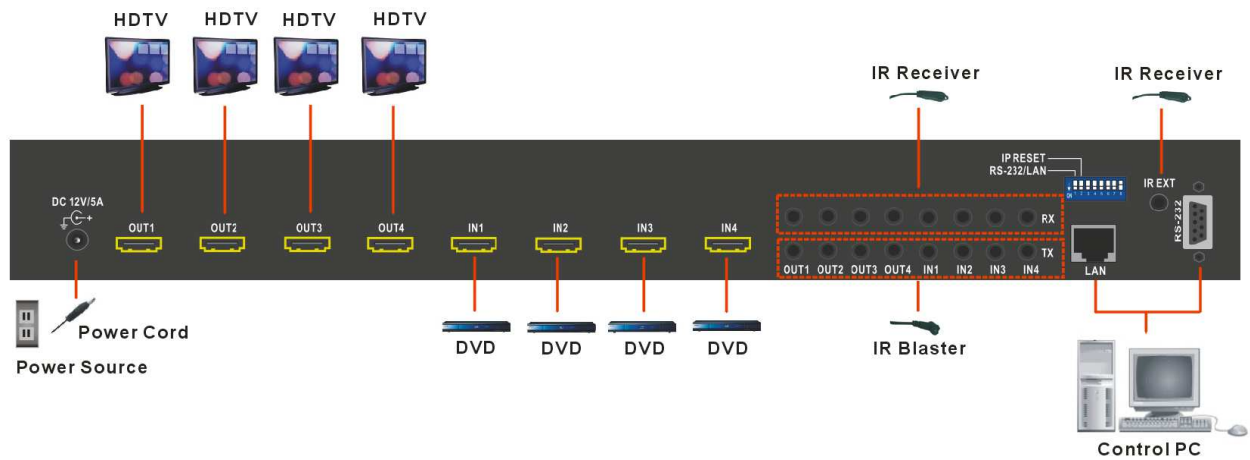 HDTV HDTV HDTV HDTV
IR Receiver IR Receiver
IP RESET
RS-232/LAN
IR EXT
DC 12V/5A
+
RS-232
OUT1 OUT2 OUT3 OUT4 IN1 IN2 IN3 IN4
RX
TX
OUT1 OUT2 OUT3 OUT4 IN1 IN2 IN3 IN4
LAN
Power Cord
DVD DVD DVD DVD
IR Blaster
Power Source
Control PC